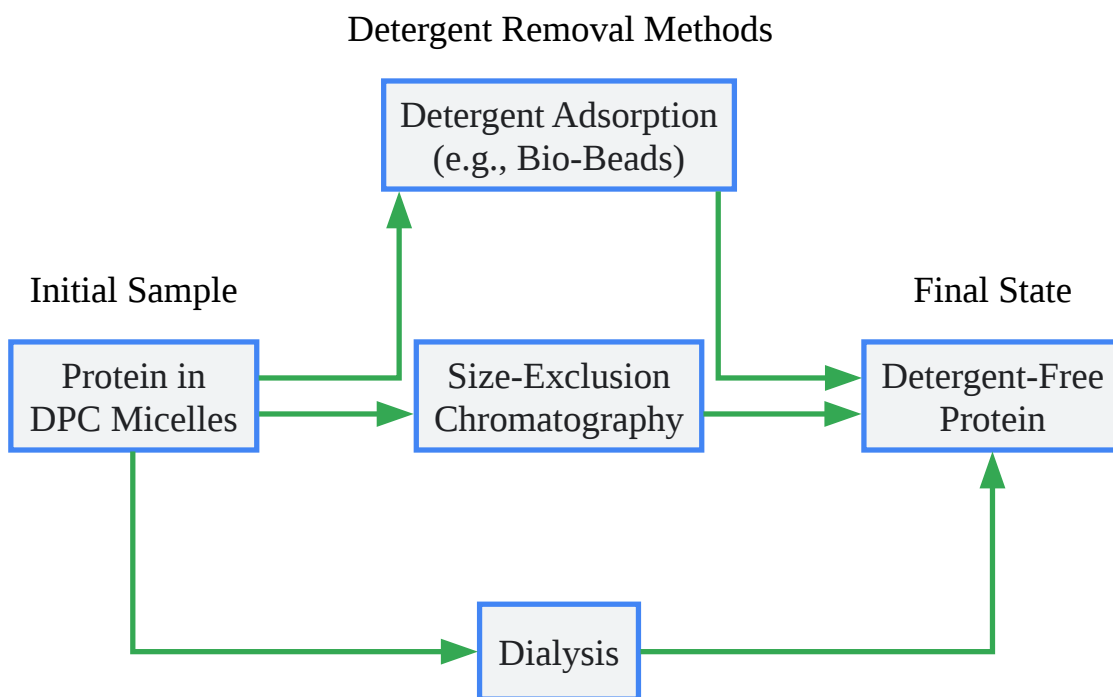 Detergent Removal Methods
Detergent Adsorption
(e.g., Bio-Beads)
Initial Sample
Protein in
DPC Micelles
Size-Exclusion
Chromatography
Final State
Detergent-Free
Protein
Dialysis